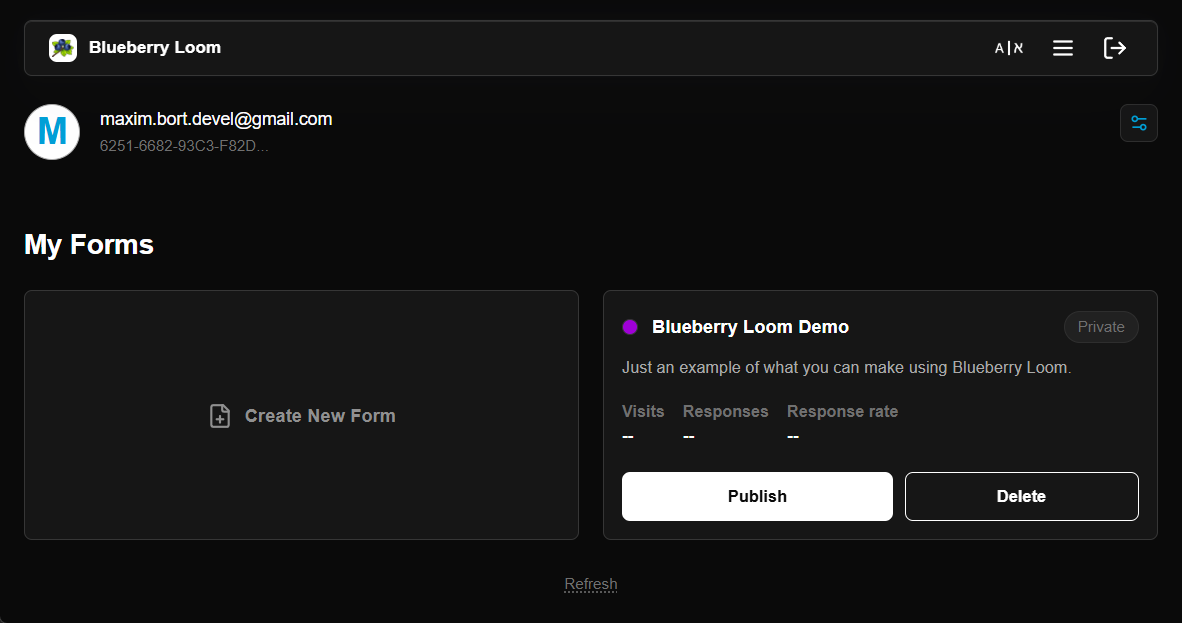 Blueberry Loom
A|א
maxim.bort.devel@gmail.com
6251-6682-93C3-F82D...
M
My Forms
Create New Form
Blueberry Loom Demo
Private
Just an example of what you can make using Blueberry Loom.
Visits Responses Response rate
-- -- --
Publish
Delete
Refresh